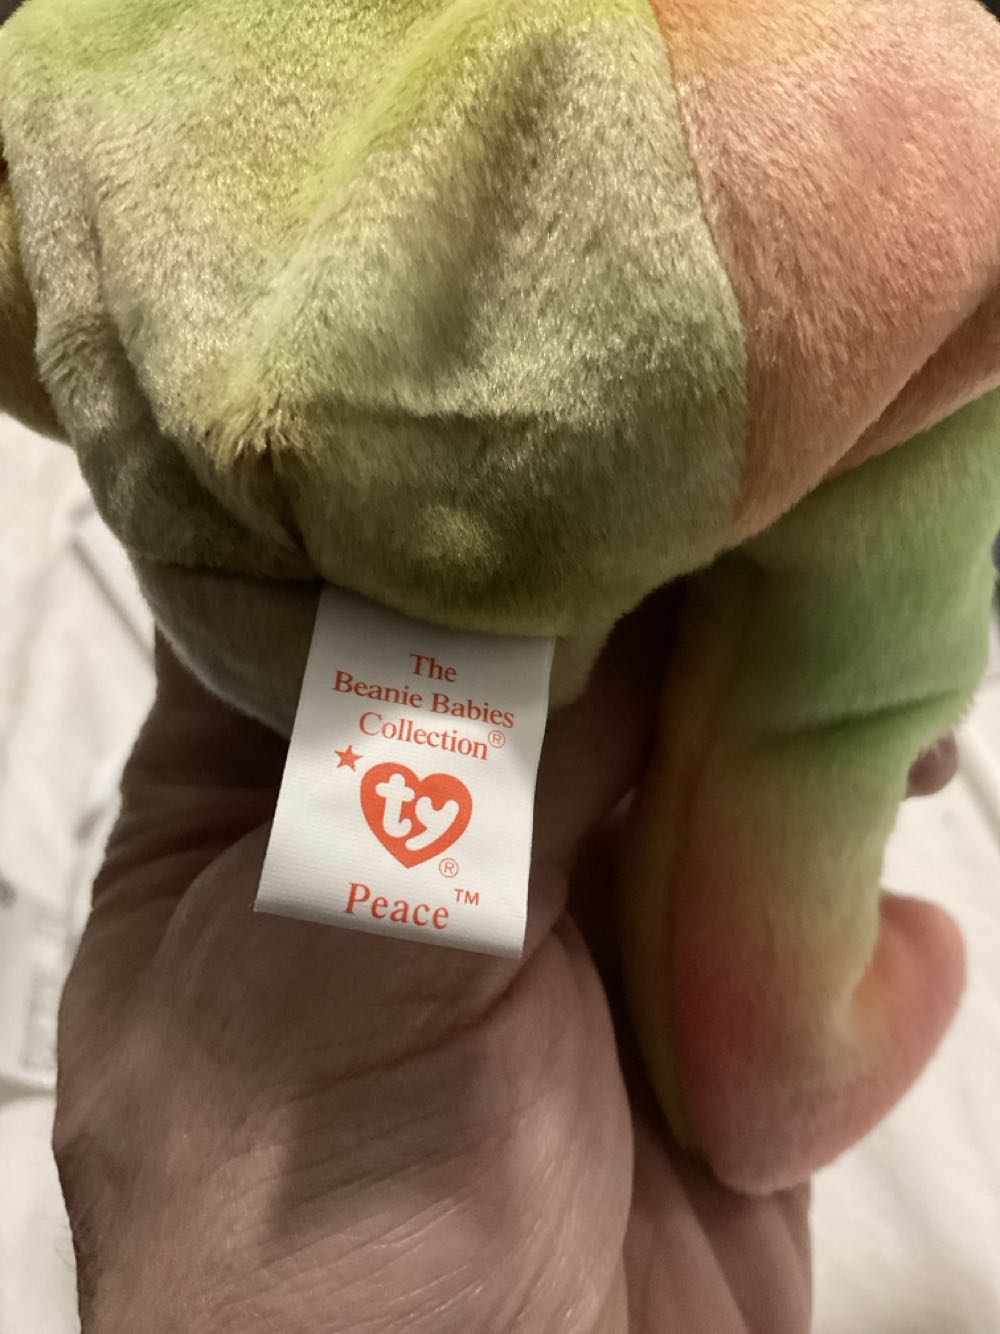 The
Beanie Babies
Collection®
ty®
Peace™